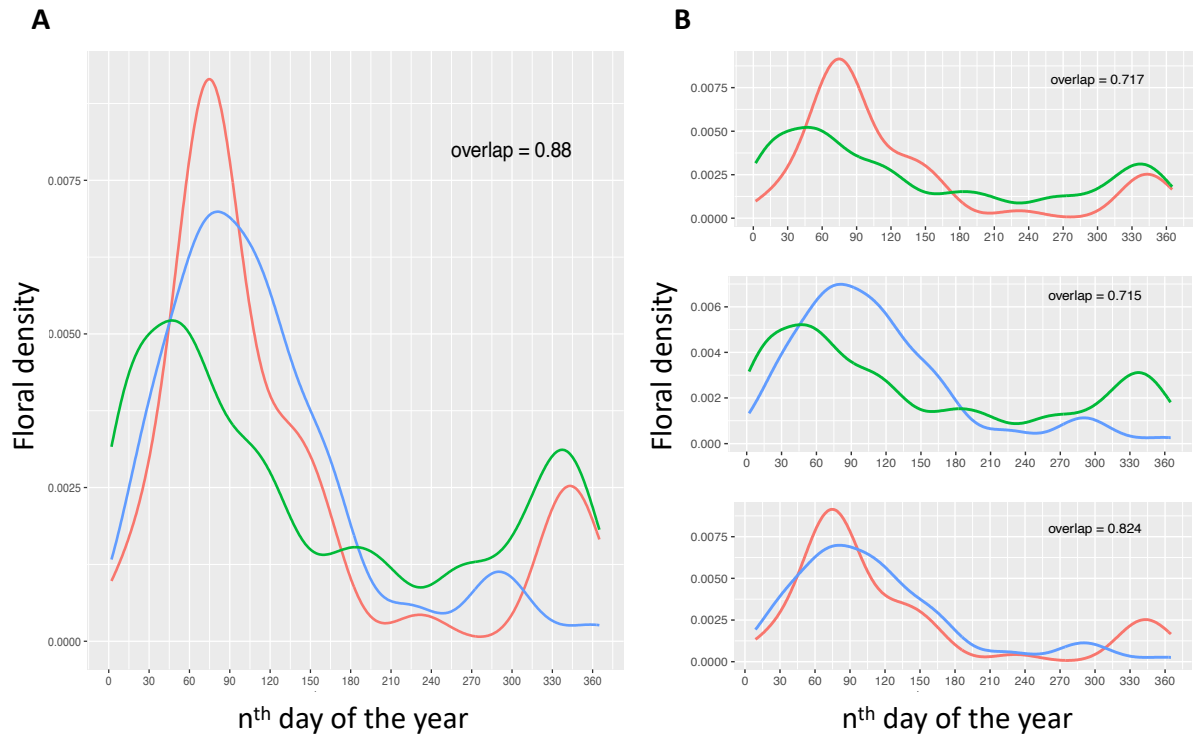 A
overlap = 0.88
Floral density
0.0075
0.0050
0.0025
0.0000
0 30 60 90 120 150 180 210 240 270 300 330 360
nth day of the year
B
Floral density
overlap = 0.717
0.0075
0.0050
0.0025
0.0000
0 30 60 90 120 150 180 210 240 270 300 330 360
overlap = 0.715
0.006
0.004
0.002
0.000
0 30 60 90 120 150 180 210 240 270 300 330 360
overlap = 0.824
0.0075
0.0050
0.0025
0.0000
0 30 60 90 120 150 180 210 240 270 300 330 360
nth day of the year